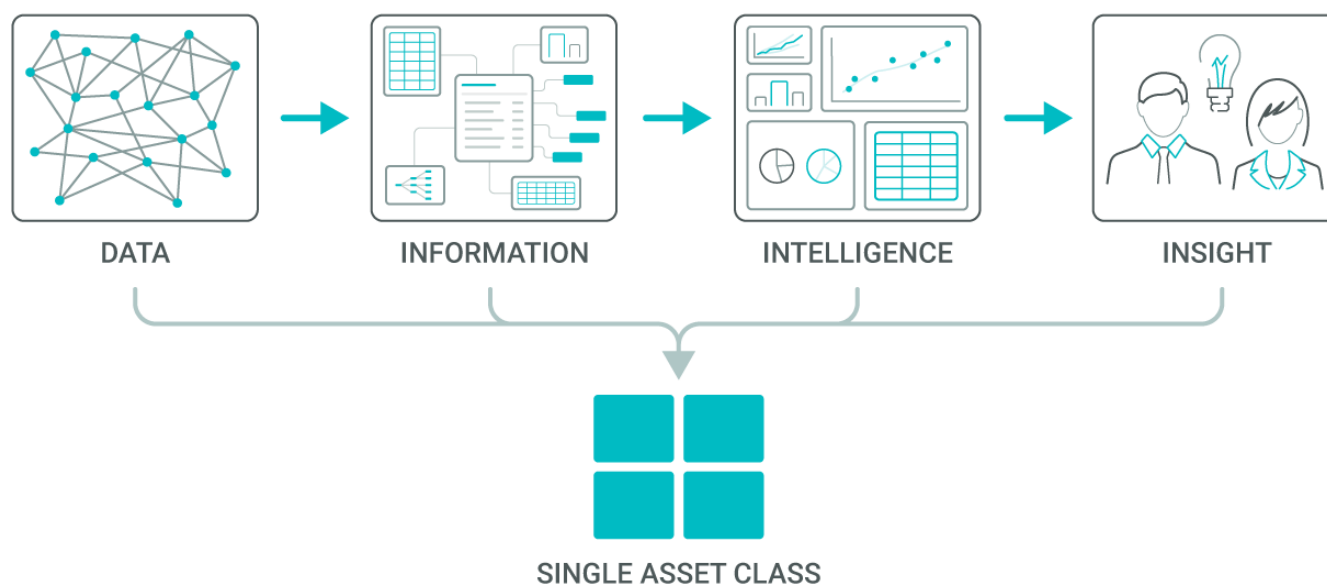 DATA
INFORMATION
INTELLIGENCE
INSIGHT
SINGLE ASSET CLASS